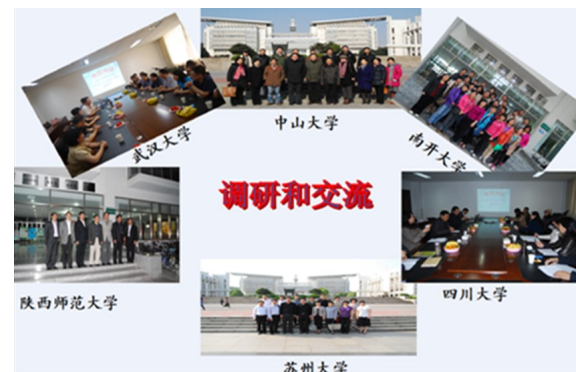 中山大学
武汉大学
南开大学
调研和交流
陕西师范大学
四川大学
苏州大学